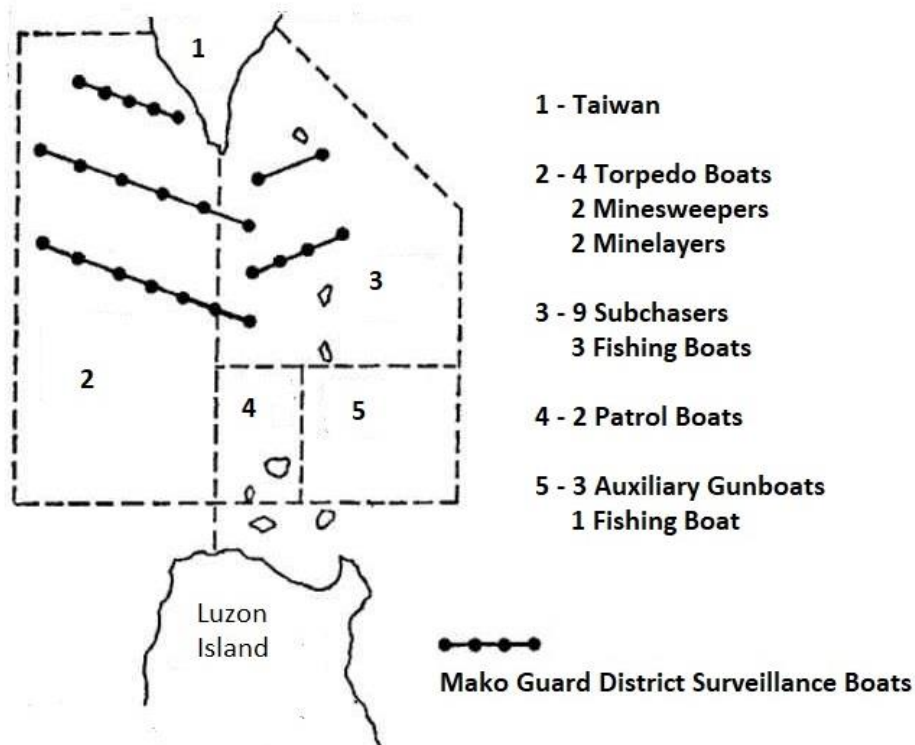 1
2
3
4
5
Luzon
Island
1 - Taiwan
2 - 4 Torpedo Boats
2 Minesweepers
2 Minelayers
3 - 9 Subchasers
3 Fishing Boats
4 - 2 Patrol Boats
5 - 3 Auxiliary Gunboats
1 Fishing Boat
Mako Guard District Surveillance Boats